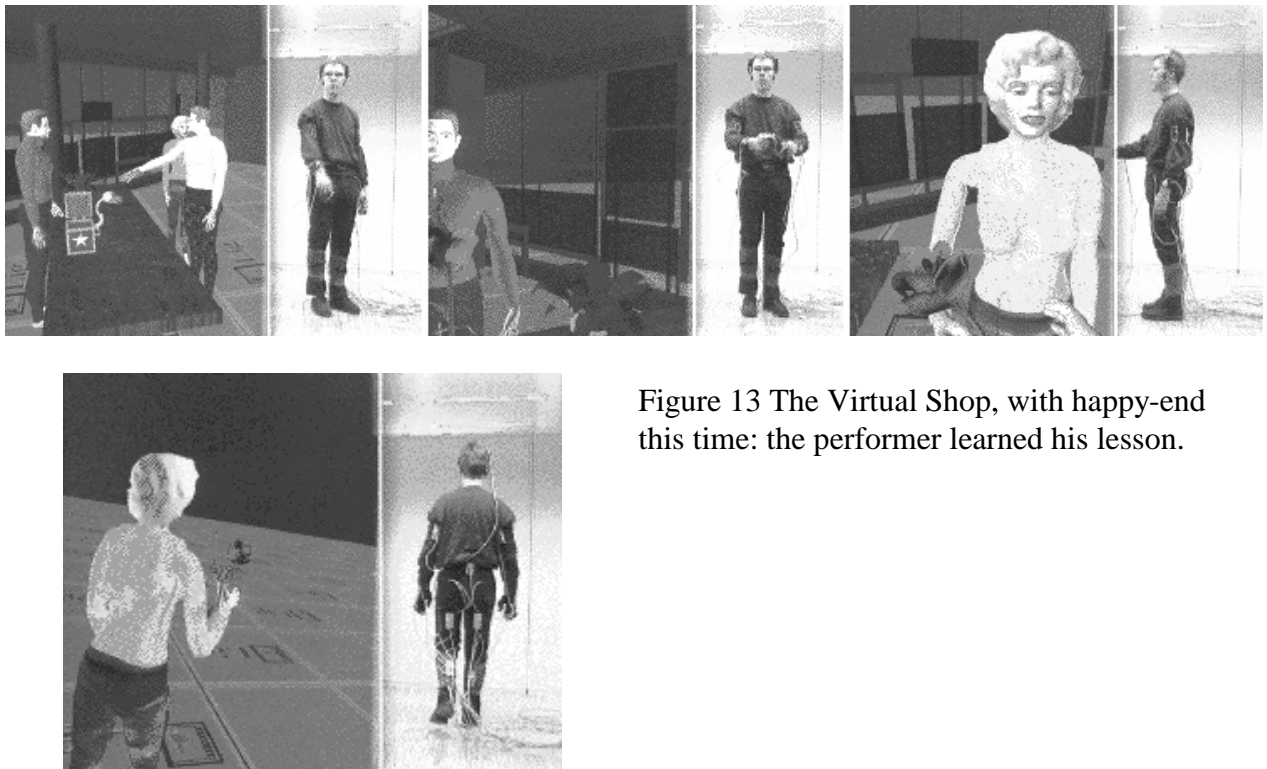 Figure 13 The Virtual Shop, with happy-end
this time: the performer learned his lesson.